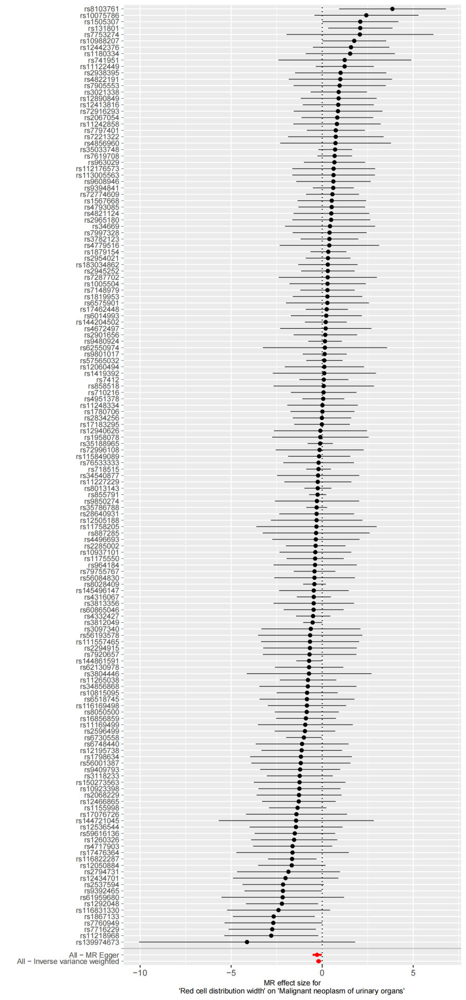 rs8103761
rs10075786
rs1505307
rs131801
rs7753274
rs10988207
rs12442376
rs1180334
rs741951
rs11122449
rs2938395
rs4822191
rs7905553
rs3021338
rs12890849
rs12413816
rs72916293
rs2067054
rs11242858
rs7797401
rs7221322
rs4856960
rs35033748
rs7619708
rs963029
rs112176573
rs113005563
rs9608946
rs9394841
rs72774609
rs1567668
rs4793085
rs4821124
rs2965180
rs34669
rs7997328
rs3782123
rs4779516
rs1879154
rs2954021
rs183034862
rs2945252
rs7287702
rs1005504
rs7148979
rs1819953
rs6575901
rs17462448
rs6014993
rs144204502
rs4672497
rs2901656
rs9480924
rs62550974
rs9801017
rs57565032
rs12060494
rs1419392
rs7412
rs858518
rs710216
rs4951378
rs11248334
rs1780706
rs2834256
rs17183295
rs12940626
rs1958078
rs35188965
rs72996108
rs115849089
rs76533333
rs718515
rs34540877
rs11227229
rs8013143
rs855791
rs9850274
rs35786788
rs28640931
rs12505188
rs11758205
rs887285
rs4496693
rs2285002
rs10937101
rs1175550
rs964184
rs79755767
rs56084830
rs8028409
rs145496147
rs4316067
rs3813356
rs60865046
rs4332427
rs3812049
rs3097340
rs56193578
rs111557465
rs2294915
rs7920657
rs144861591
rs62130978
rs3804446
rs11265038
rs34856868
rs10815095
rs6518745
rs116169498
rs8050500
rs16856859
rs11169499
rs2596499
rs6730558
rs6748440
rs12195738
rs1798634
rs56001387
rs9409793
rs3118233
rs150273563
rs10923398
rs2068229
rs12466865
rs1155998
rs17076726
rs144721045
rs12536544
rs59616136
rs1260326
rs4717903
rs17476364
rs116822287
rs12050884
rs2794731
rs12434701
rs2537594
rs9392465
rs61959680
rs1292048
rs116831330
rs1867133
rs7760949
rs7716229
rs11218968
rs139974673
All − MR Egger
All − Inverse variance weighted
−10 −5 0 5
MR effect size for
'Red cell distribution width' on 'Malignant neoplasm of urinary organs'